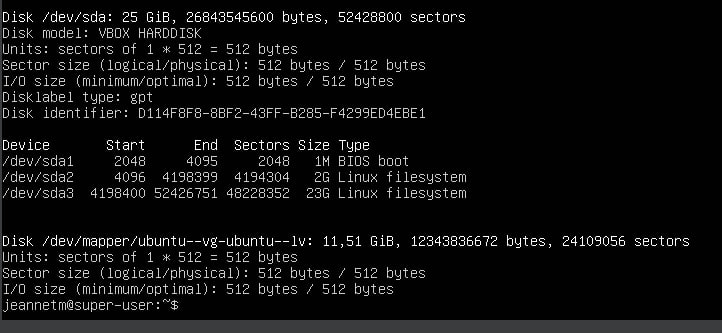 Disk /dev/sda: 25 GiB, 26843545600 bytes, 52428800 sectors
Disk model: VBOX HARDDISK
Units: sectors of 1 * 512 = 512 bytes
Sector size (logical/physical): 512 bytes / 512 bytes
I/O size (minimum/optimal): 512 bytes / 512 bytes
Disklabel type: gpt
Disk identifier: D114F8F8-8BF2-43FF-B285-F4299ED4EBE1
Device Start End Sectors Size Type
/dev/sda1 2048 4095 2048 1M BIOS boot
/dev/sda2 4096 4198399 4194304 2G Linux filesystem
/dev/sda3 4198400 52426751 48228352 23G Linux filesystem
Disk /dev/mapper/ubuntu--vg-ubuntu--lv: 11,51 GiB, 12343836672 bytes, 24109056 sectors
Units: sectors of 1 * 512 = 512 bytes
Sector size (logical/physical): 512 bytes / 512 bytes
I/O size (minimum/optimal): 512 bytes / 512 bytes
jeannetm@super-user:~$